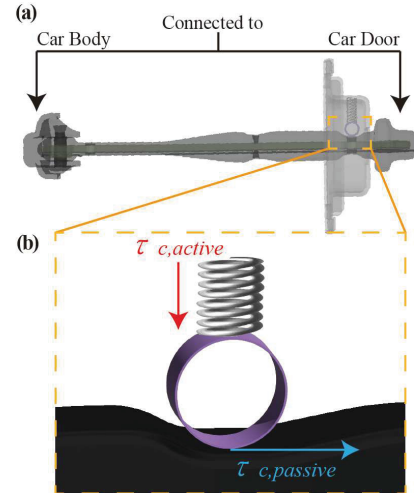 (a)
Connected to
Car Body
Car Door
(b)
τ c,active
τ c,passive